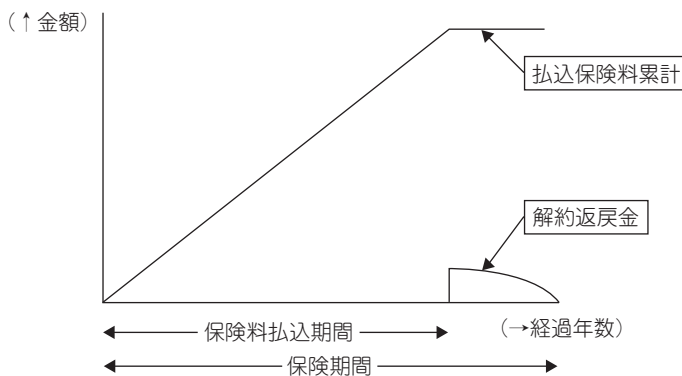 （↑金額）
払込保険料累計
解約返戻金
保険料払込期間
（→経過年数）
保険期間